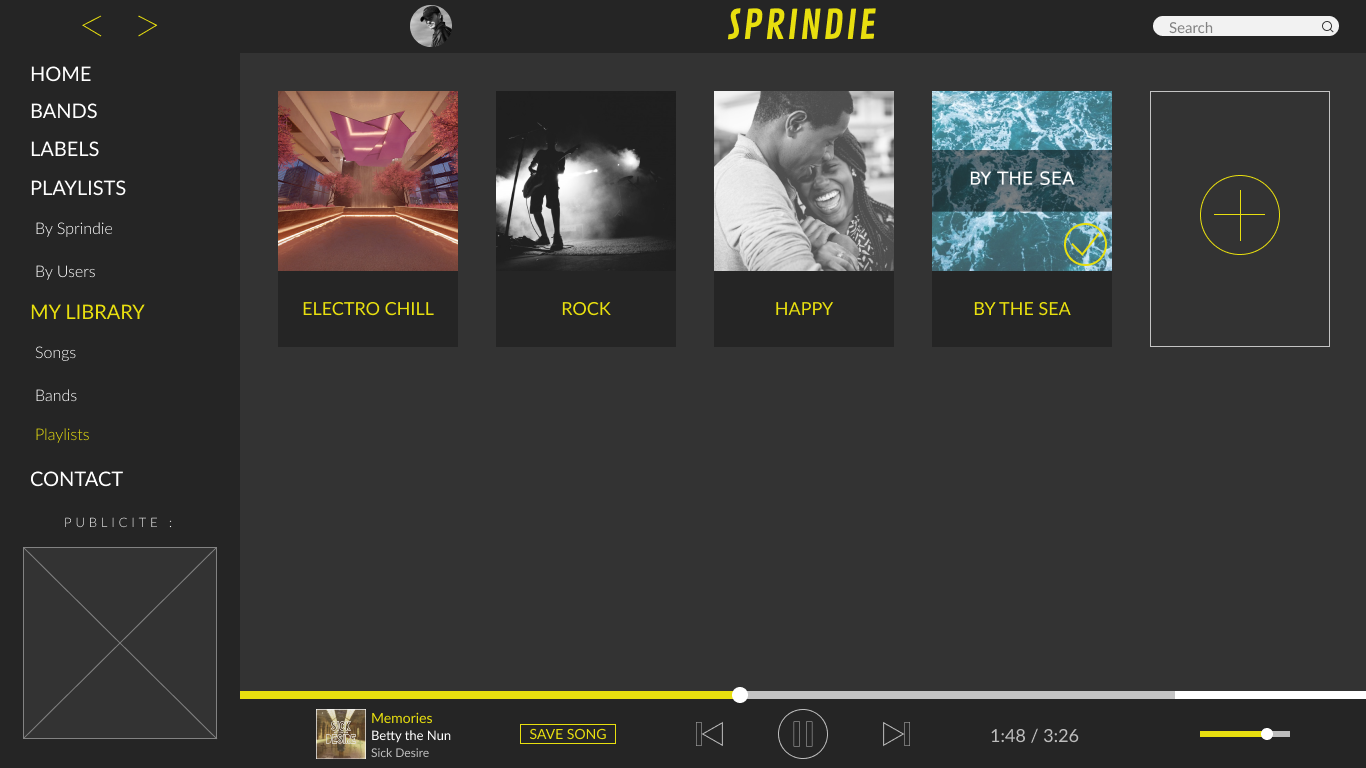 < >
SPRINDIE
Search
HOME
BANDS
LABELS
PLAYLISTS
By Sprindie
By Users
MY LIBRARY
Songs
Bands
Playlists
CONTACT
PUBLICITE :
BY THE SEA
ELECTRO CHILL
ROCK
HAPPY
BY THE SEA
SICK
DESIRE
Memories
Betty the Nun
Sick Desire
SAVE SONG
1:48 / 3:26